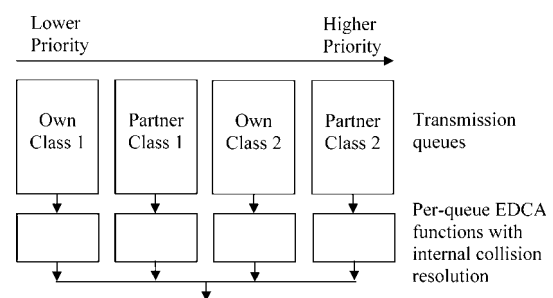 Lower
Priority
Higher
Priority
Own
Class 1
Partner
Class 1
Own
Class 2
Partner
Class 2
Transmission
queues
Per-queue EDCA
functions with
internal collision
resolution